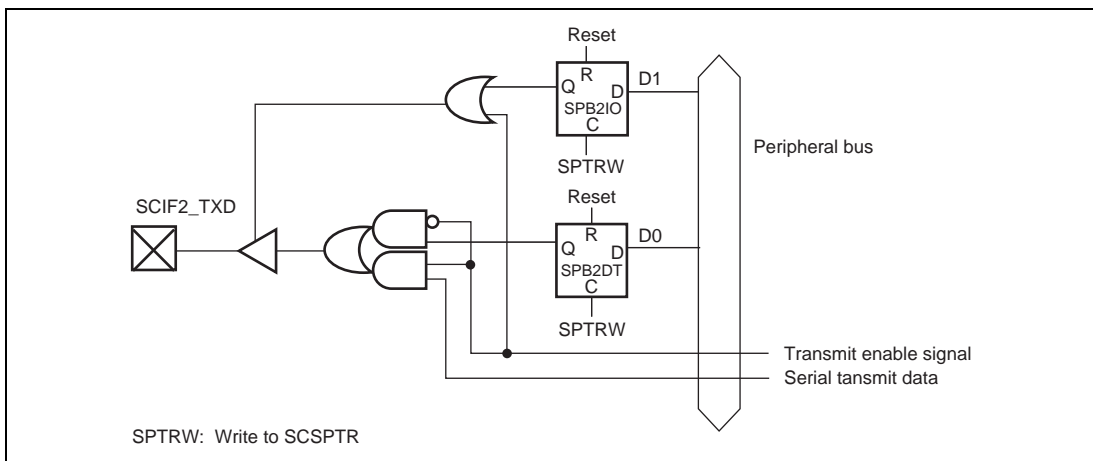 Reset
Q
R
D
D1
SPB2IO
C
SPTRW
Peripheral bus
Reset
SCIF2_TXD
Q
R
D
D0
SPB2DT
C
SPTRW
Transmit enable signal
Serial tansmit data
SPTRW: Write to SCSPTR